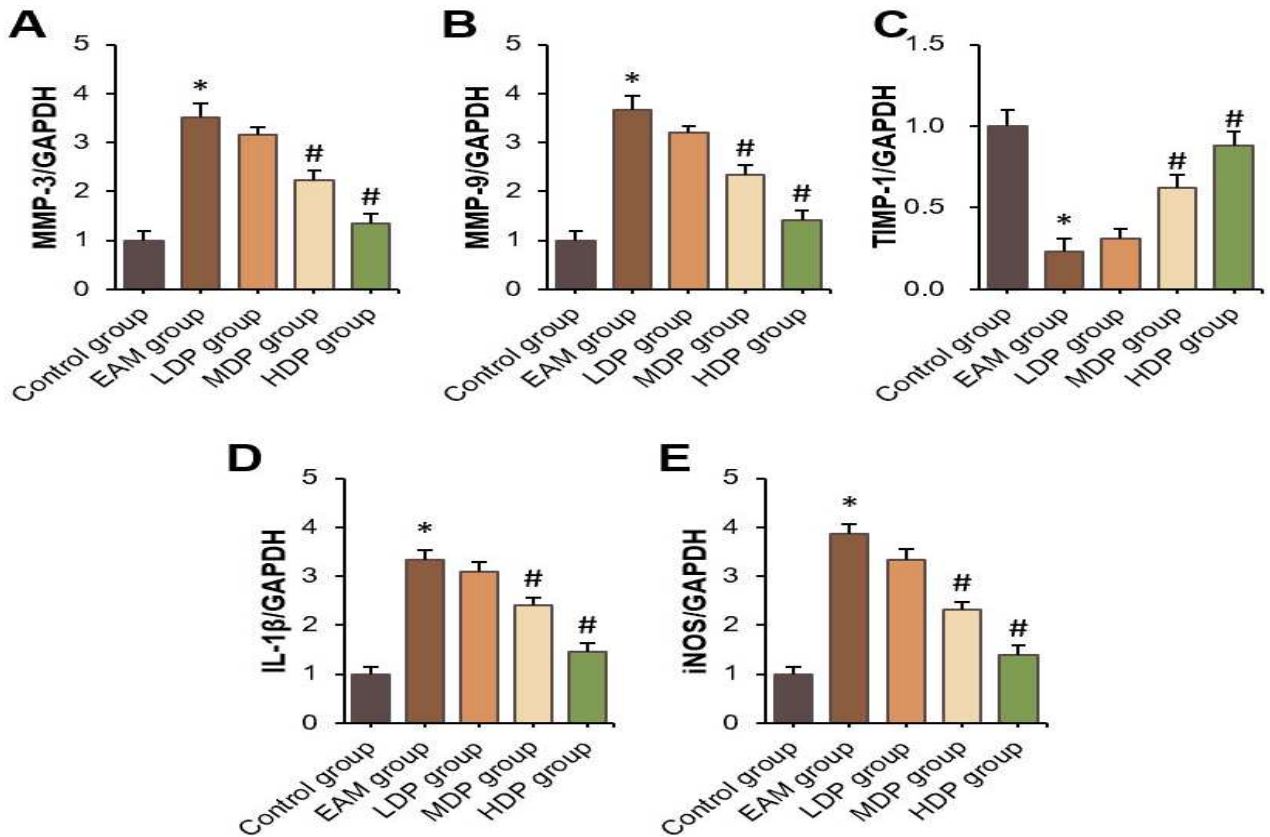 A
MMP-3/GAPDH
5
4
3
2
1
0
*
#
#
Control group
EAM group
LDP group
MDP group
HDP group
B
MMP-9/GAPDH
5
4
3
2
1
0
*
#
#
Control group
EAM group
LDP group
MDP group
HDP group
C
TIMP-1/GAPDH
1.5
1.0
0.5
0.0
*
#
#
Control group
EAM group
LDP group
MDP group
HDP group
D
IL-1β/GAPDH
5
4
3
2
1
0
*
#
#
Control group
EAM group
LDP group
MDP group
HDP group
E
iNOS/GAPDH
5
4
3
2
1
0
*
#
#
Control group
EAM group
LDP group
MDP group
HDP group